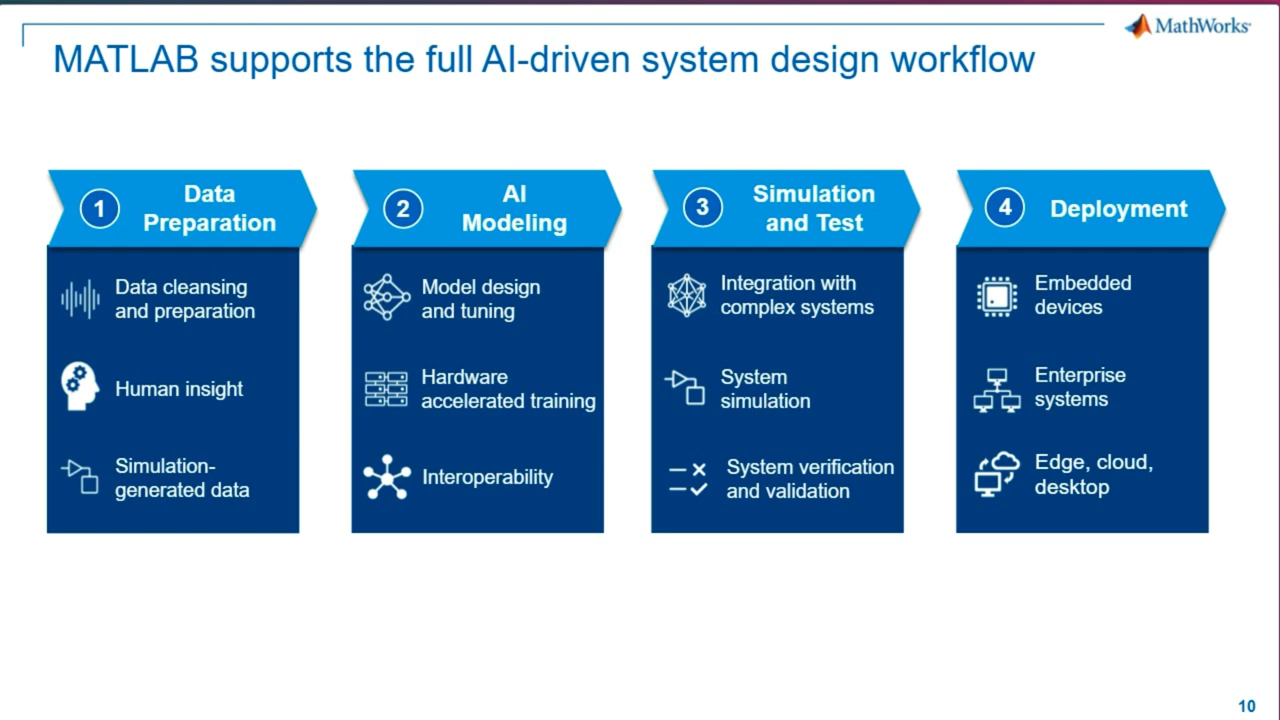 MathWorks®
MATLAB supports the full AI-driven system design workflow
1
Data
Preparation
Data cleansing
and preparation
Human insight
Simulation-
generated data
2
AI
Modeling
Model design
and tuning
Hardware
accelerated training
Interoperability
3
Simulation
and Test
Integration with
complex systems
System
simulation
System verification
and validation
4
Deployment
Embedded
devices
Enterprise
systems
Edge, cloud,
desktop
10